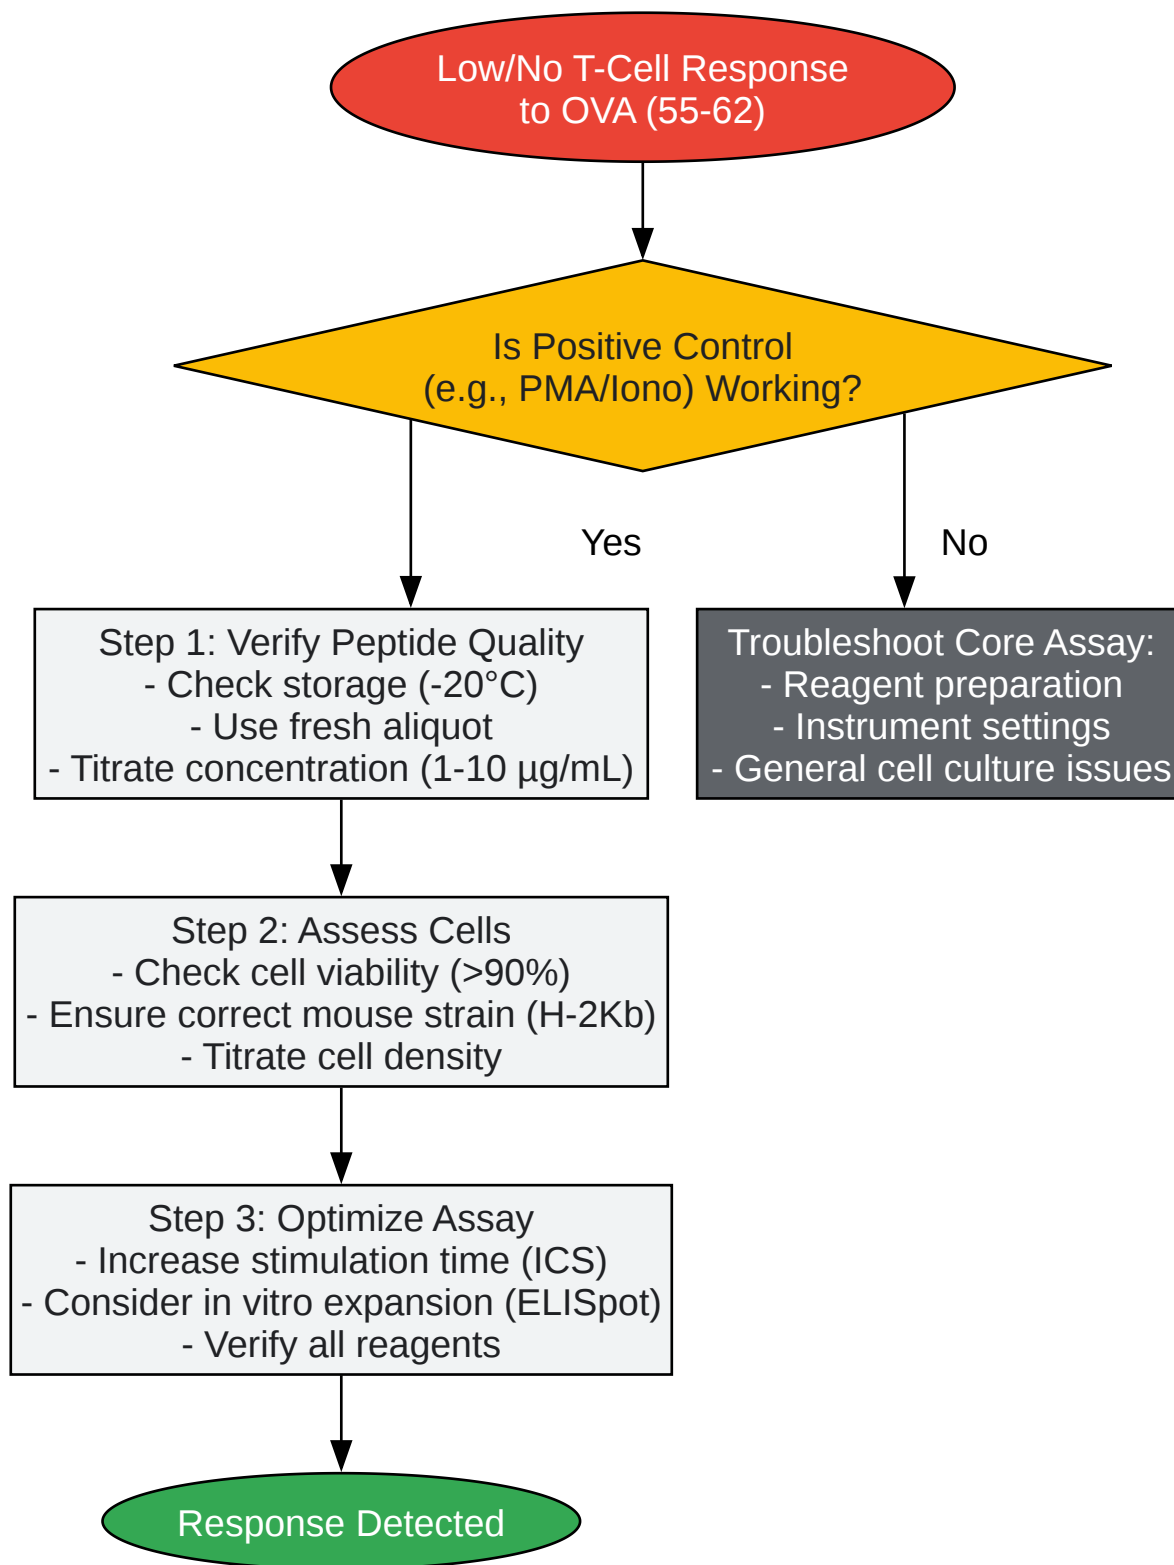 Low/No T-Cell Response
to OVA (55-62)
Is Positive Control
(e.g., PMA/Iono) Working?
Yes
No
Step 1: Verify Peptide Quality
- Check storage (-20°C)
- Use fresh aliquot
- Titrate concentration (1-10 µg/mL)
Troubleshoot Core Assay:
- Reagent preparation
- Instrument settings
- General cell culture issues
Step 2: Assess Cells
- Check cell viability (>90%)
- Ensure correct mouse strain (H-2Kb)
- Titrate cell density
Step 3: Optimize Assay
- Increase stimulation time (ICS)
- Consider in vitro expansion (ELISpot)
- Verify all reagents
Response Detected